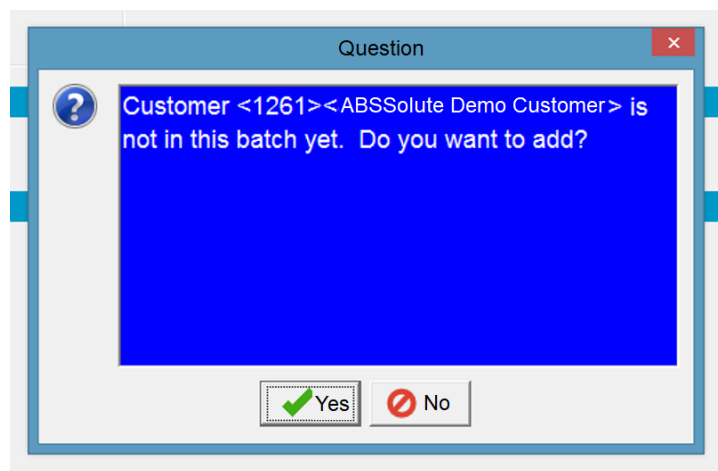 Question
Customer <1261><ABSSolute Demo Customer> is
not in this batch yet.  Do you want to add?
Yes
No